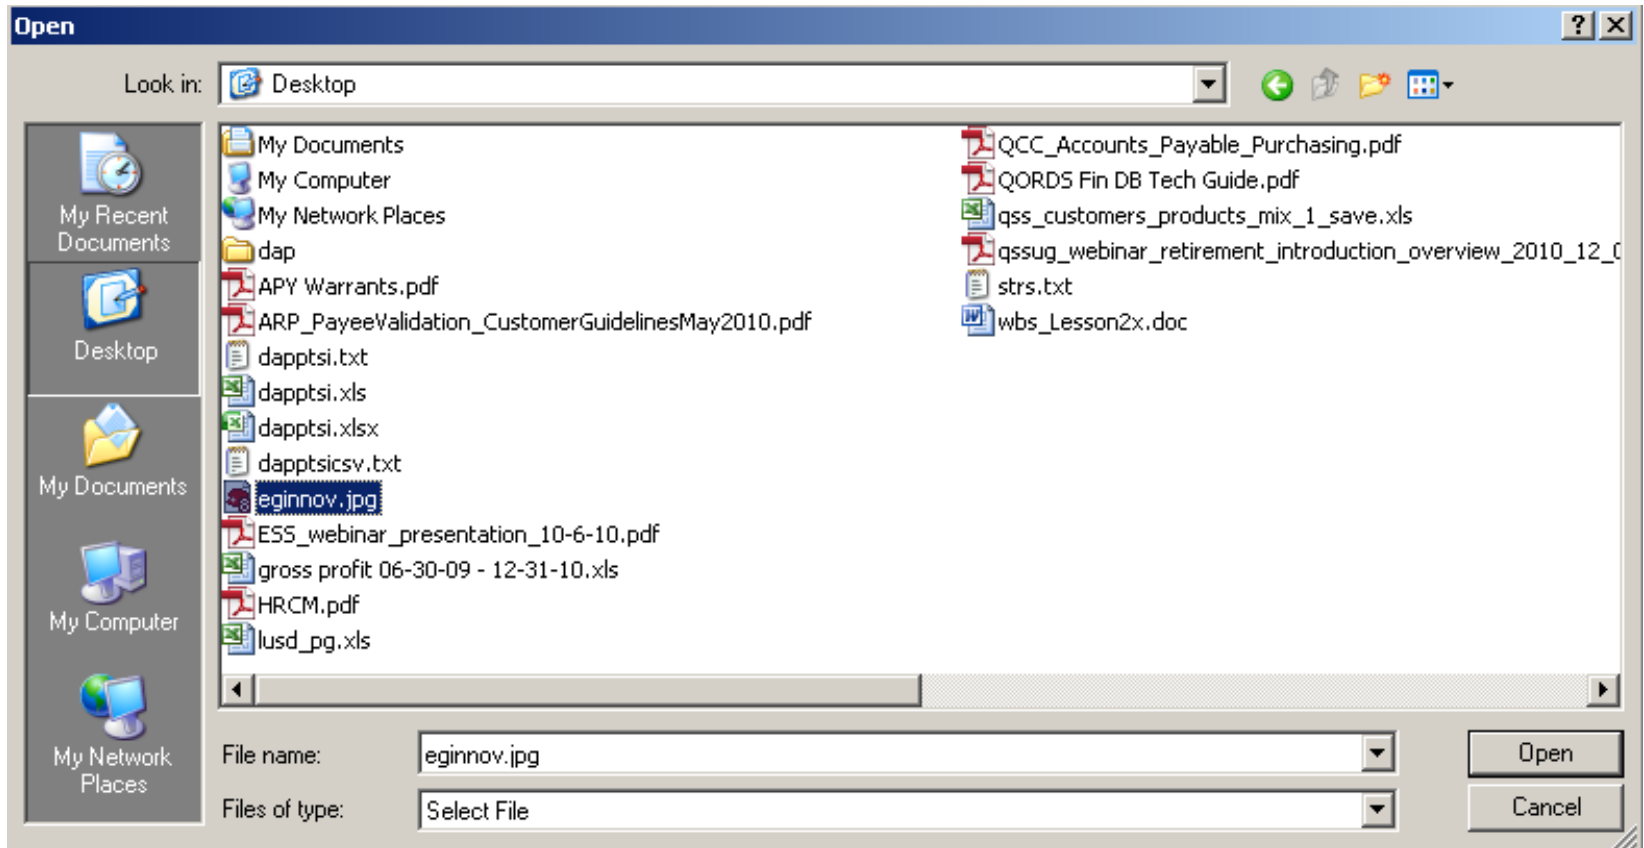 Open
Look in: Desktop
My Recent
Documents
Desktop
My Documents
My Computer
My Network
Places
My Documents
My Computer
My Network Places
dap
APY Warrants.pdf
ARP_PayeeValidation_CustomerGuidelinesMay2010.pdf
dapptsi.txt
dapptsi.xls
dapptsi.xlsx
dapptsicsv.txt
eginnov.jpg
ESS_webinar_presentation_10-6-10.pdf
gross profit 06-30-09 - 12-31-10.xls
HRCM.pdf
lusd_pg.xls
QCC_Accounts_Payable_Purchasing.pdf
QORDS Fin DB Tech Guide.pdf
qss_customers_products_mix_1_save.xls
qssug_webinar_retirement_introduction_overview_2010_12_0
strs.txt
wbs_Lesson2x.doc
File name: eginnov.jpg Open
Files of type: Select File Cancel